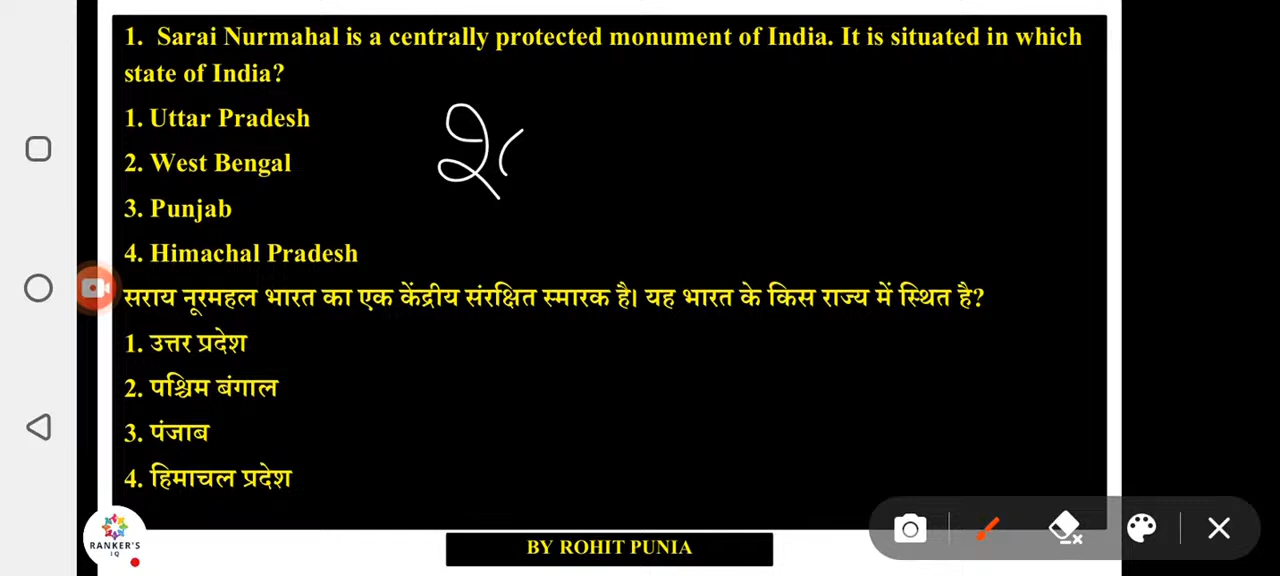 1. Sarai Nurmahal is a centrally protected monument of India. It is situated in which
state of India?
1. Uttar Pradesh
2. West Bengal
3. Punjab
4. Himachal Pradesh
सराय नूरमहल भारत का एक केंद्रीय संरक्षित स्मारक है। यह भारत के किस राज्य में स्थित है?
1. उत्तर प्रदेश
2. पश्चिम बंगाल
3. पंजाब
4. हिमाचल प्रदेश
RANKER'S
IQ
BY ROHIT PUNIA